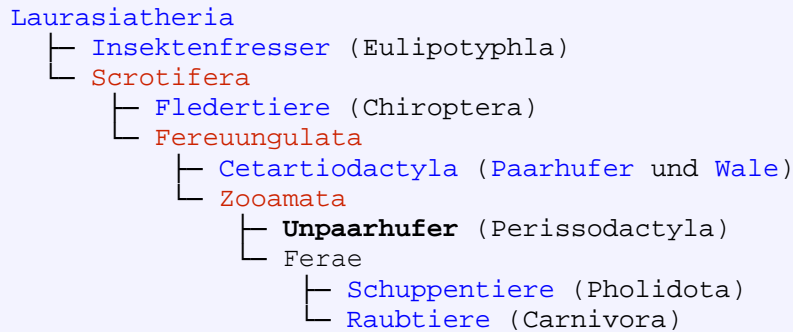 Laurasiatheria
Insektenfresser (Eulipotyphla)
Scrotifera
Fledertiere (Chiroptera)
Fereuungulata
Cetartiodactyla (Paarhufer und Wale)
Zooamata
Unpaarhufer (Perissodactyla)
Ferae
Schuppentiere (Pholidota)
Raubtiere (Carnivora)